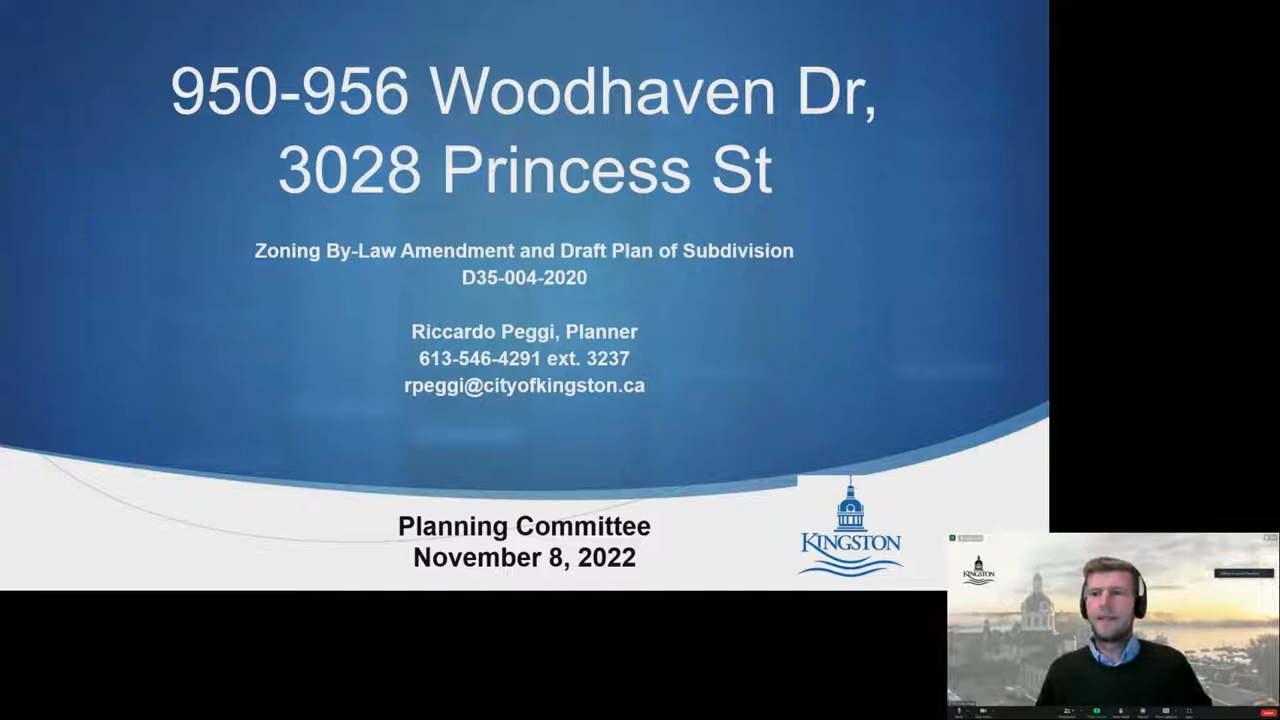 950-956 Woodhaven Dr,
3028 Princess St
Zoning By-Law Amendment and Draft Plan of Subdivision
D35-004-2020
Riccardo Peggi, Planner
613-546-4291 ext. 3237
rpeggi@cityofkingston.ca
Planning Committee
November 8, 2022
KINGSTON
KINGSTON